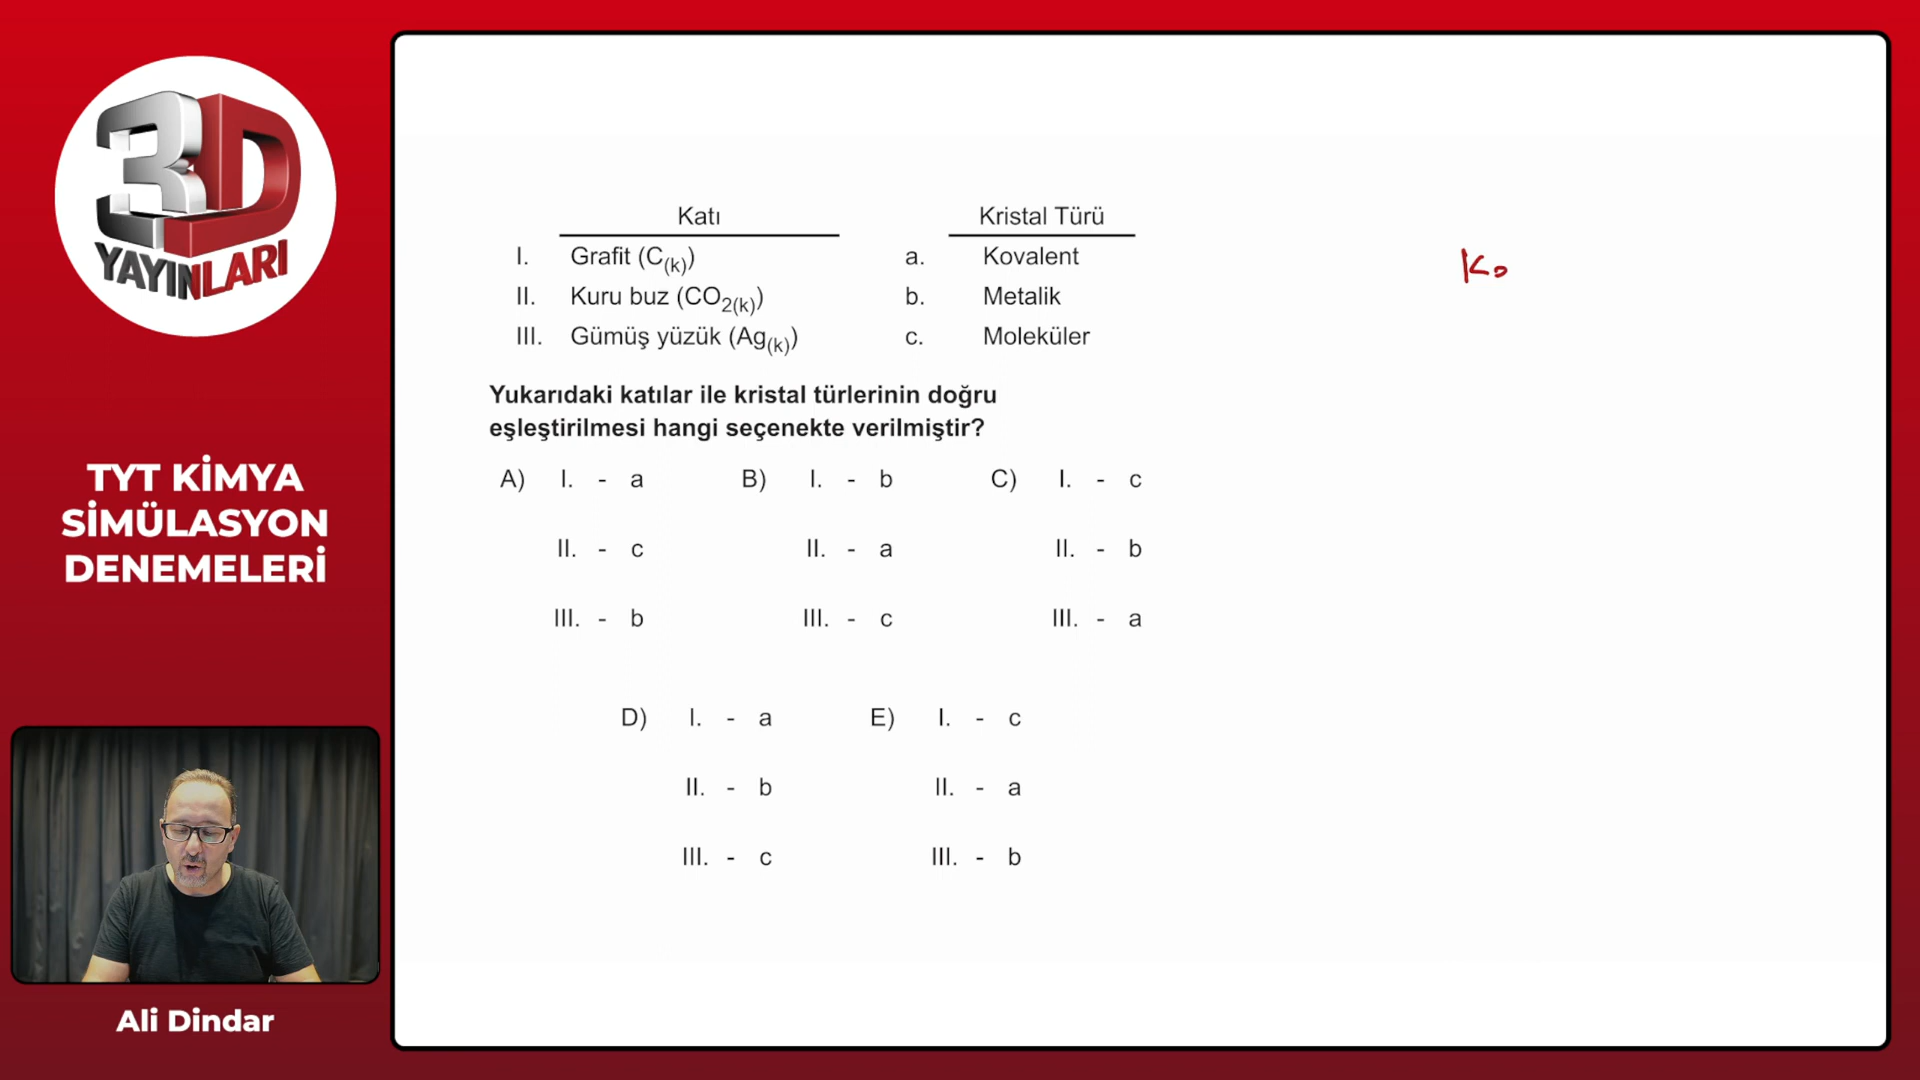 3D
YAYINLARI
TYT KİMYA
SİMÜLASYON
DENEMELERİ
Ali Dindar
Katı Kristal Türü
I. Grafit (C(k)) a. Kovalent
II. Kuru buz (CO2(k)) b. Metalik
III. Gümüş yüzük (Ag(k)) c. Moleküler
Yukarıdaki katılar ile kristal türlerinin doğru
eşleştirilmesi hangi seçenekte verilmiştir?
A) I. - a B) I. - b C) I. - c
II. - c II. - a II. - b
III. - b III. - c III. - a
D) I. - a E) I. - c
II. - b II. - a
III. - c III. - b
Ko